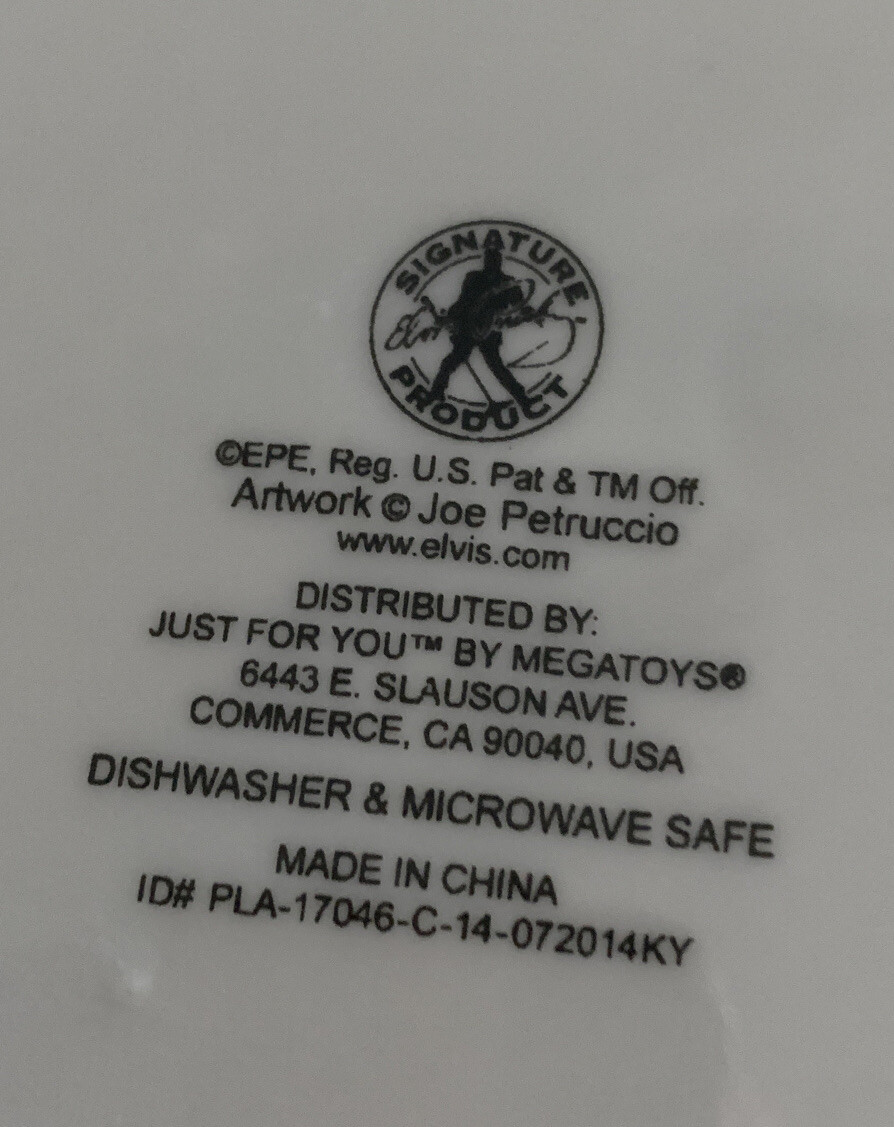 SIGNATURE
Elvis Presley
PRODUCT
©EPE, Reg. U.S. Pat & TM Off.
Artwork © Joe Petruccio
www.elvis.com
DISTRIBUTED BY:
JUST FOR YOU™ BY MEGATOYS®
6443 E. SLAUSON AVE.
COMMERCE, CA 90040, USA
DISHWASHER & MICROWAVE SAFE
MADE IN CHINA
ID# PLA-17046-C-14-072014KY